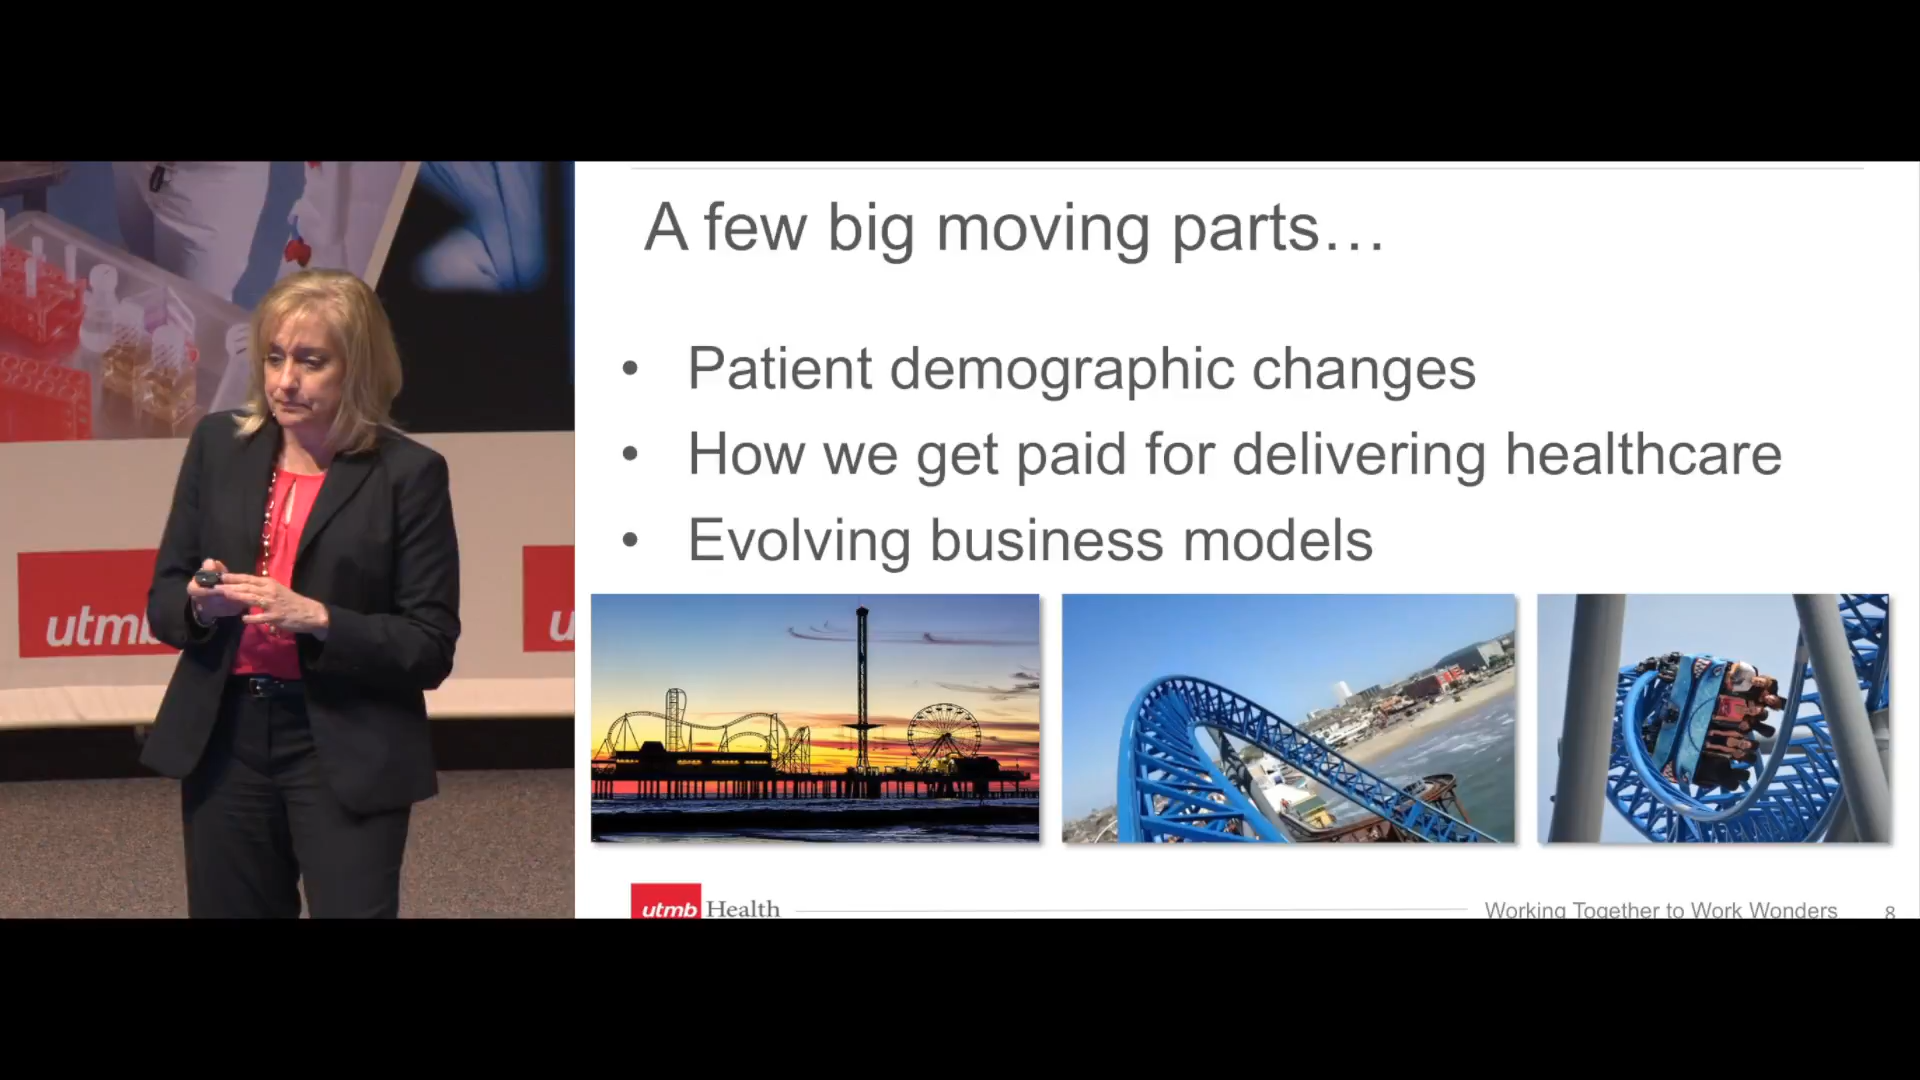 A few big moving parts…
• Patient demographic changes
• How we get paid for delivering healthcare
• Evolving business models
utmb
utmb Health
Working Together to Work Wonders 8